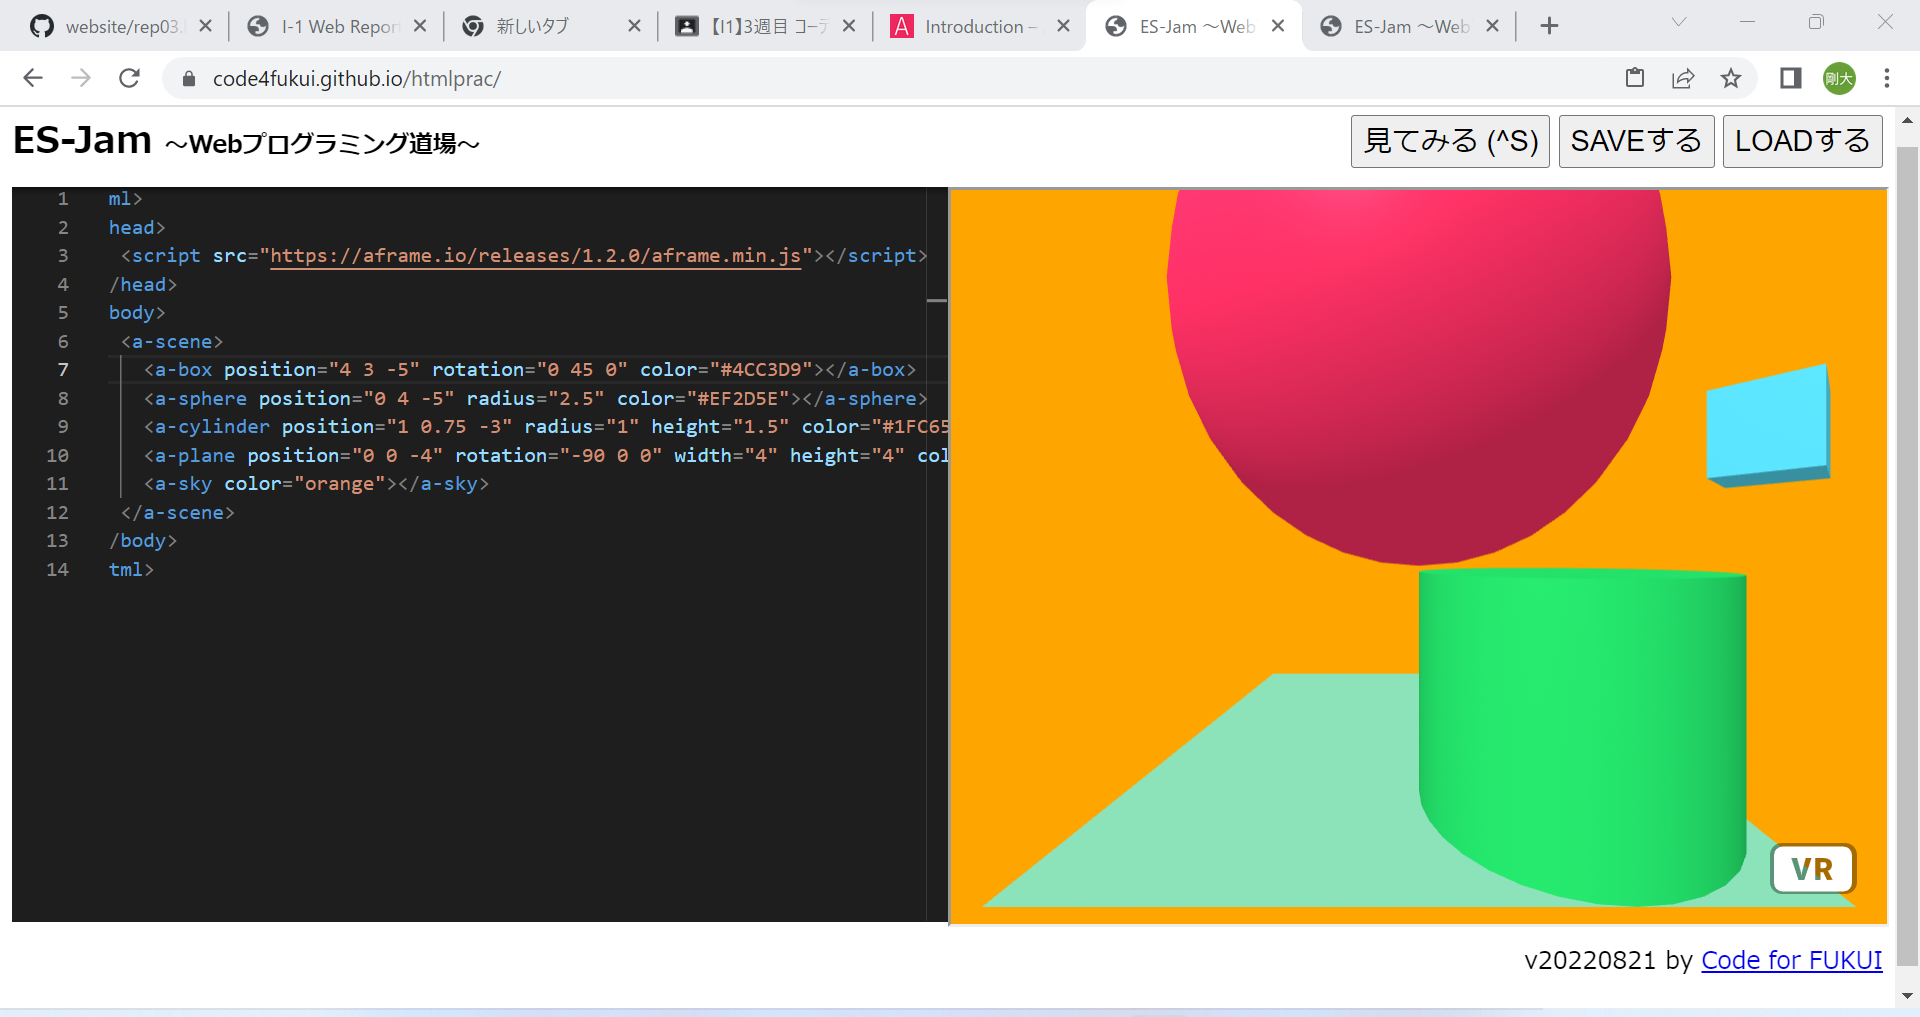 website/rep03.
I-1 Web Repor
新しいタブ
【I1】3週目 コーデ
Introduction –
ES-Jam ～Web
ES-Jam ～Web
code4fukui.github.io/htmlprac/
剛大
ES-Jam ～Webプログラミング道場～
見てみる (^S)
SAVEする
LOADする
1 ml>
2 head>
3 <script src="https://aframe.io/releases/1.2.0/aframe.min.js"></script>
4 /head>
5 body>
6 <a-scene>
7 <a-box position="4 3 -5" rotation="0 45 0" color="#4CC3D9"></a-box>
8 <a-sphere position="0 4 -5" radius="2.5" color="#EF2D5E"></a-sphere>
9 <a-cylinder position="1 0.75 -3" radius="1" height="1.5" color="#1FC65
10 <a-plane position="0 0 -4" rotation="-90 0 0" width="4" height="4" col
11 <a-sky color="orange"></a-sky>
12 </a-scene>
13 /body>
14 tml>
VR
v20220821 by Code for FUKUI